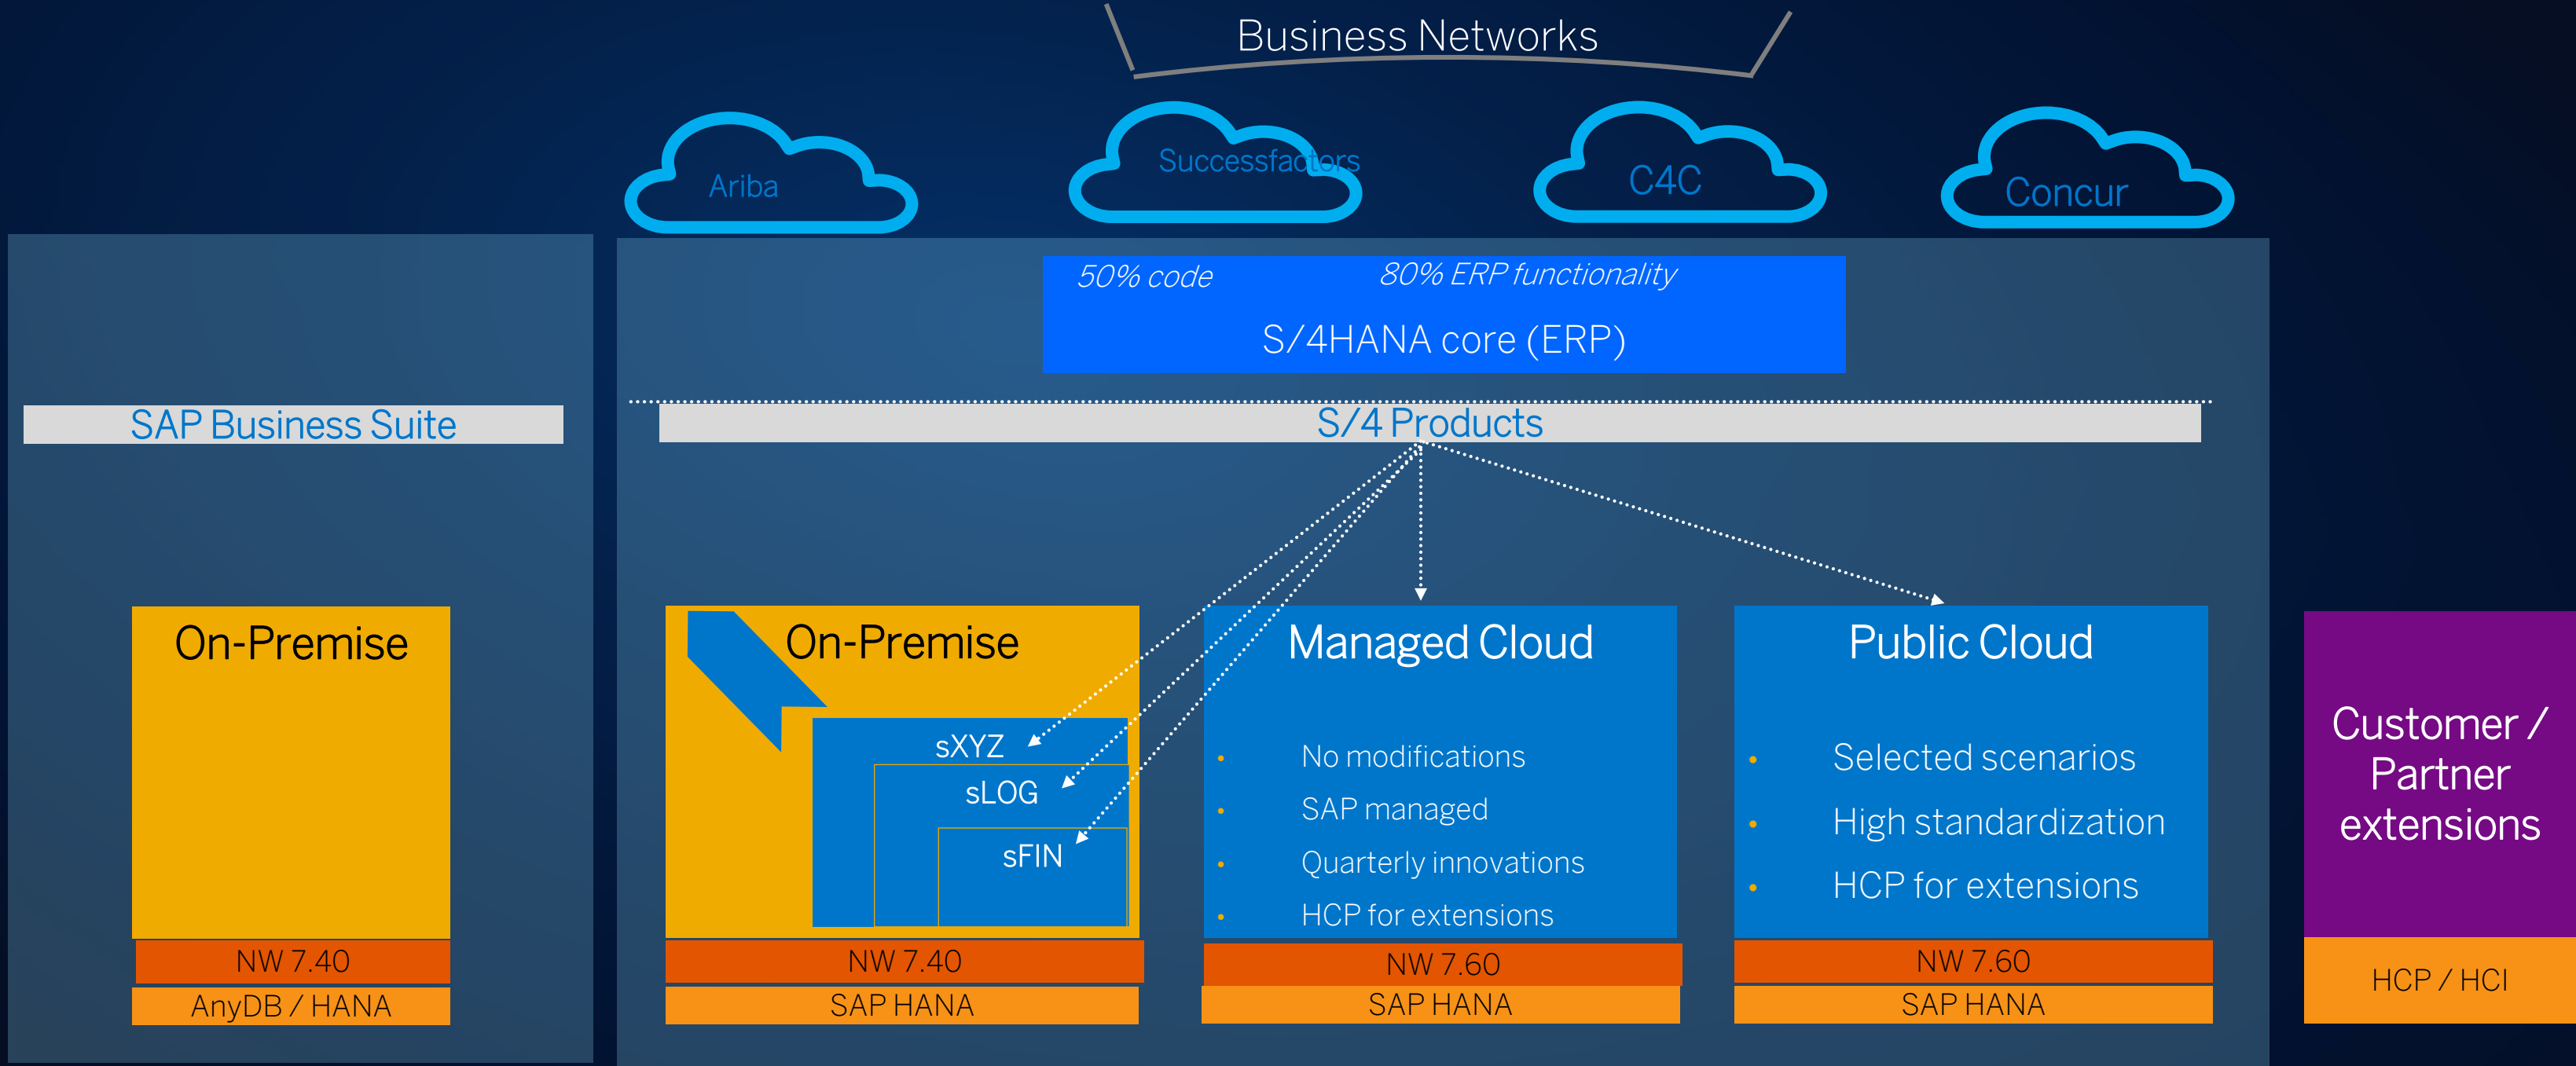 Business Networks
Ariba
Successfactors
C4C
Concur
50% code
80% ERP functionality
S/4HANA core (ERP)
SAP Business Suite
S/4 Products
On-Premise
NW 7.40
AnyDB / HANA
On-Premise
sXYZ
sLOG
sFIN
NW 7.40
SAP HANA
Managed Cloud
• No modifications
• SAP managed
• Quarterly innovations
• HCP for extensions
NW 7.60
SAP HANA
Public Cloud
• Selected scenarios
• High standardization
• HCP for extensions
NW 7.60
SAP HANA
Customer /
Partner
extensions
HCP / HCI